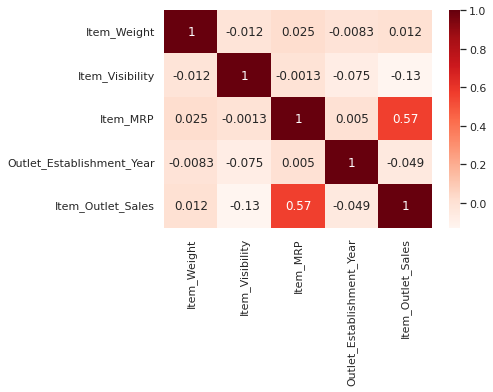 Item_Weight 1 -0.012 0.025 -0.0083 0.012
Item_Visibility -0.012 1 -0.0013 -0.075 -0.13
Item_MRP 0.025 -0.0013 1 0.005 0.57
Outlet_Establishment_Year -0.0083 -0.075 0.005 1 -0.049
Item_Outlet_Sales 0.012 -0.13 0.57 -0.049 1
Item_Weight
Item_Visibility
Item_MRP
Outlet_Establishment_Year
Item_Outlet_Sales
1.0
0.8
0.6
0.4
0.2
0.0